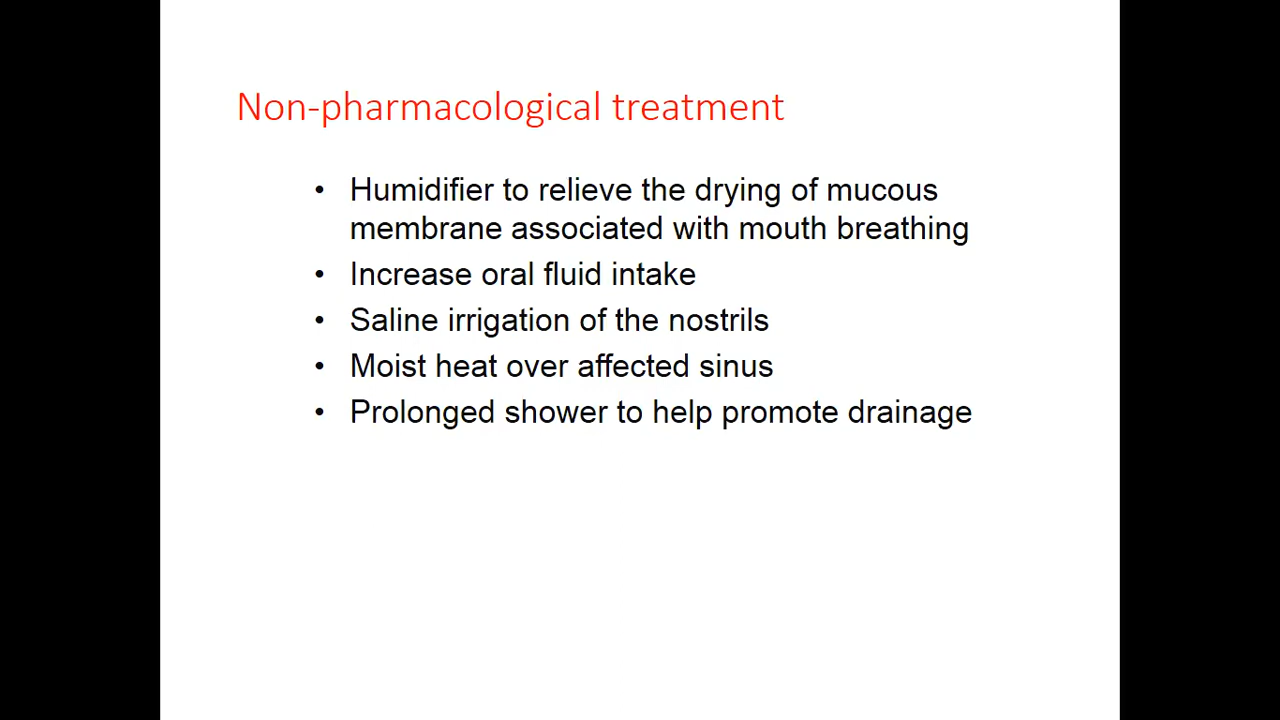 Non-pharmacological treatment
• Humidifier to relieve the drying of mucous
membrane associated with mouth breathing
• Increase oral fluid intake
• Saline irrigation of the nostrils
• Moist heat over affected sinus
• Prolonged shower to help promote drainage